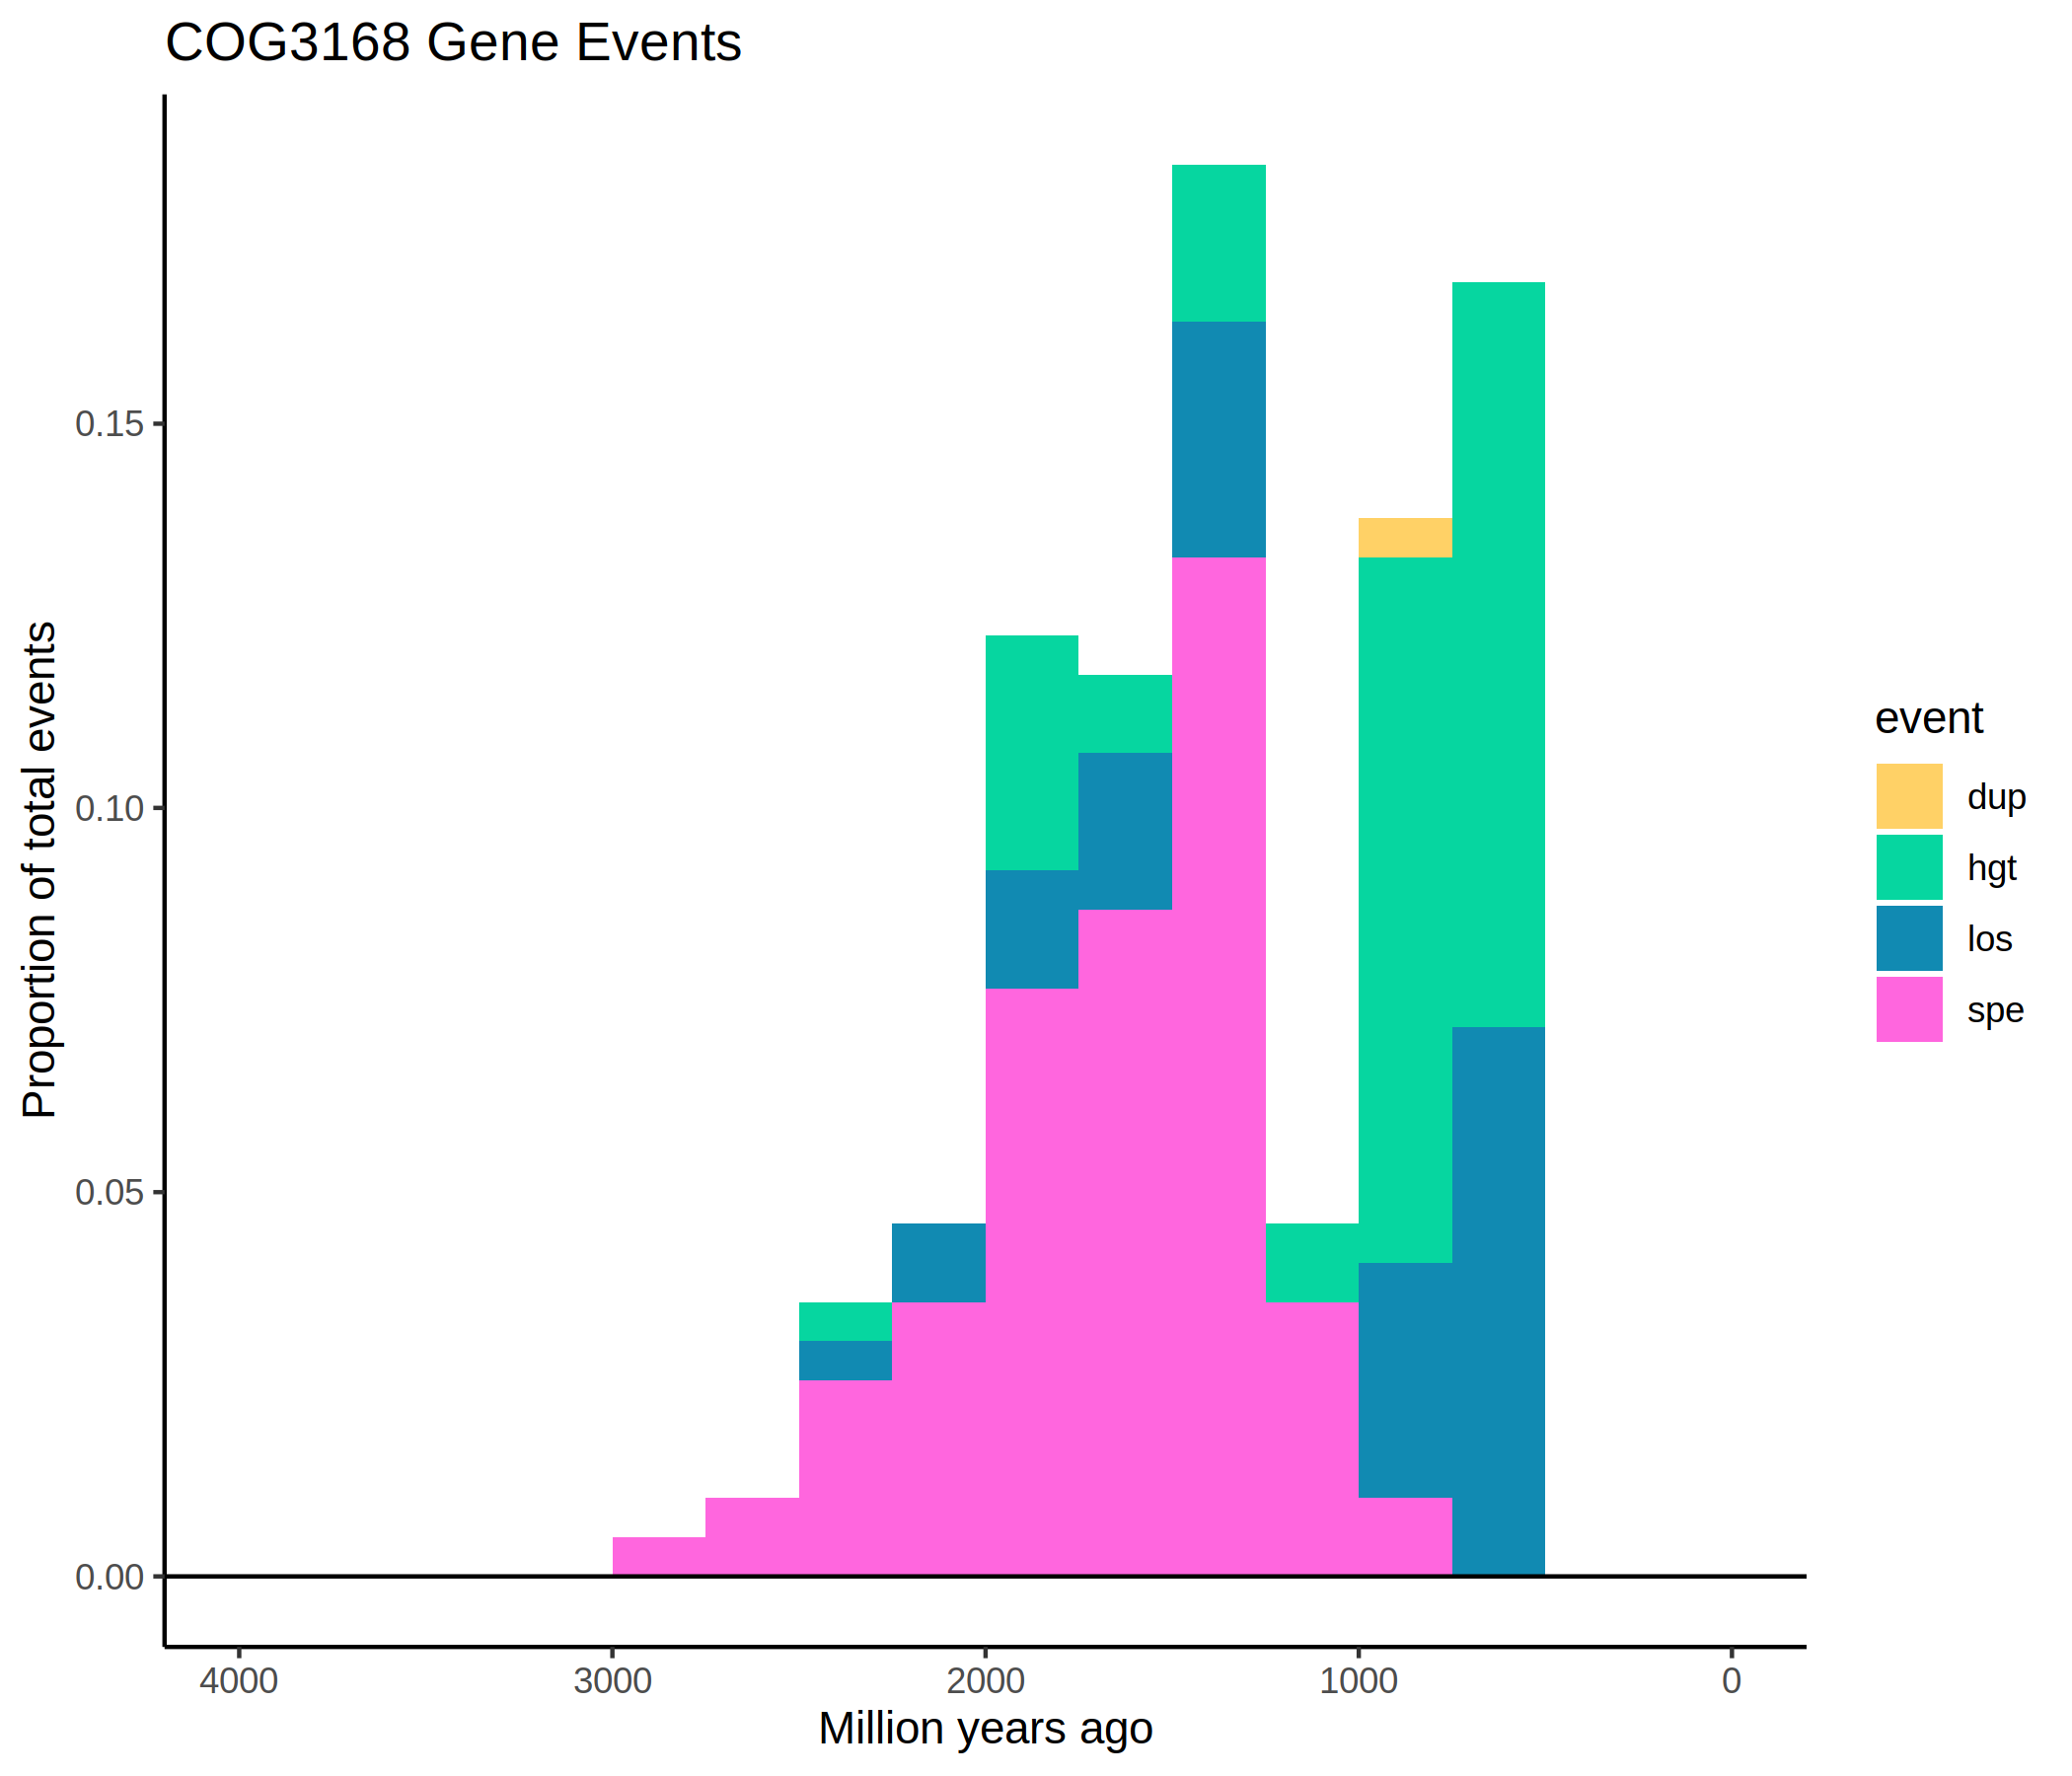 COG3168 Gene Events
Proportion of total events
0.15
0.10
0.05
0.00
4000 3000 2000 1000 0
Million years ago
event
dup
hgt
los
spe